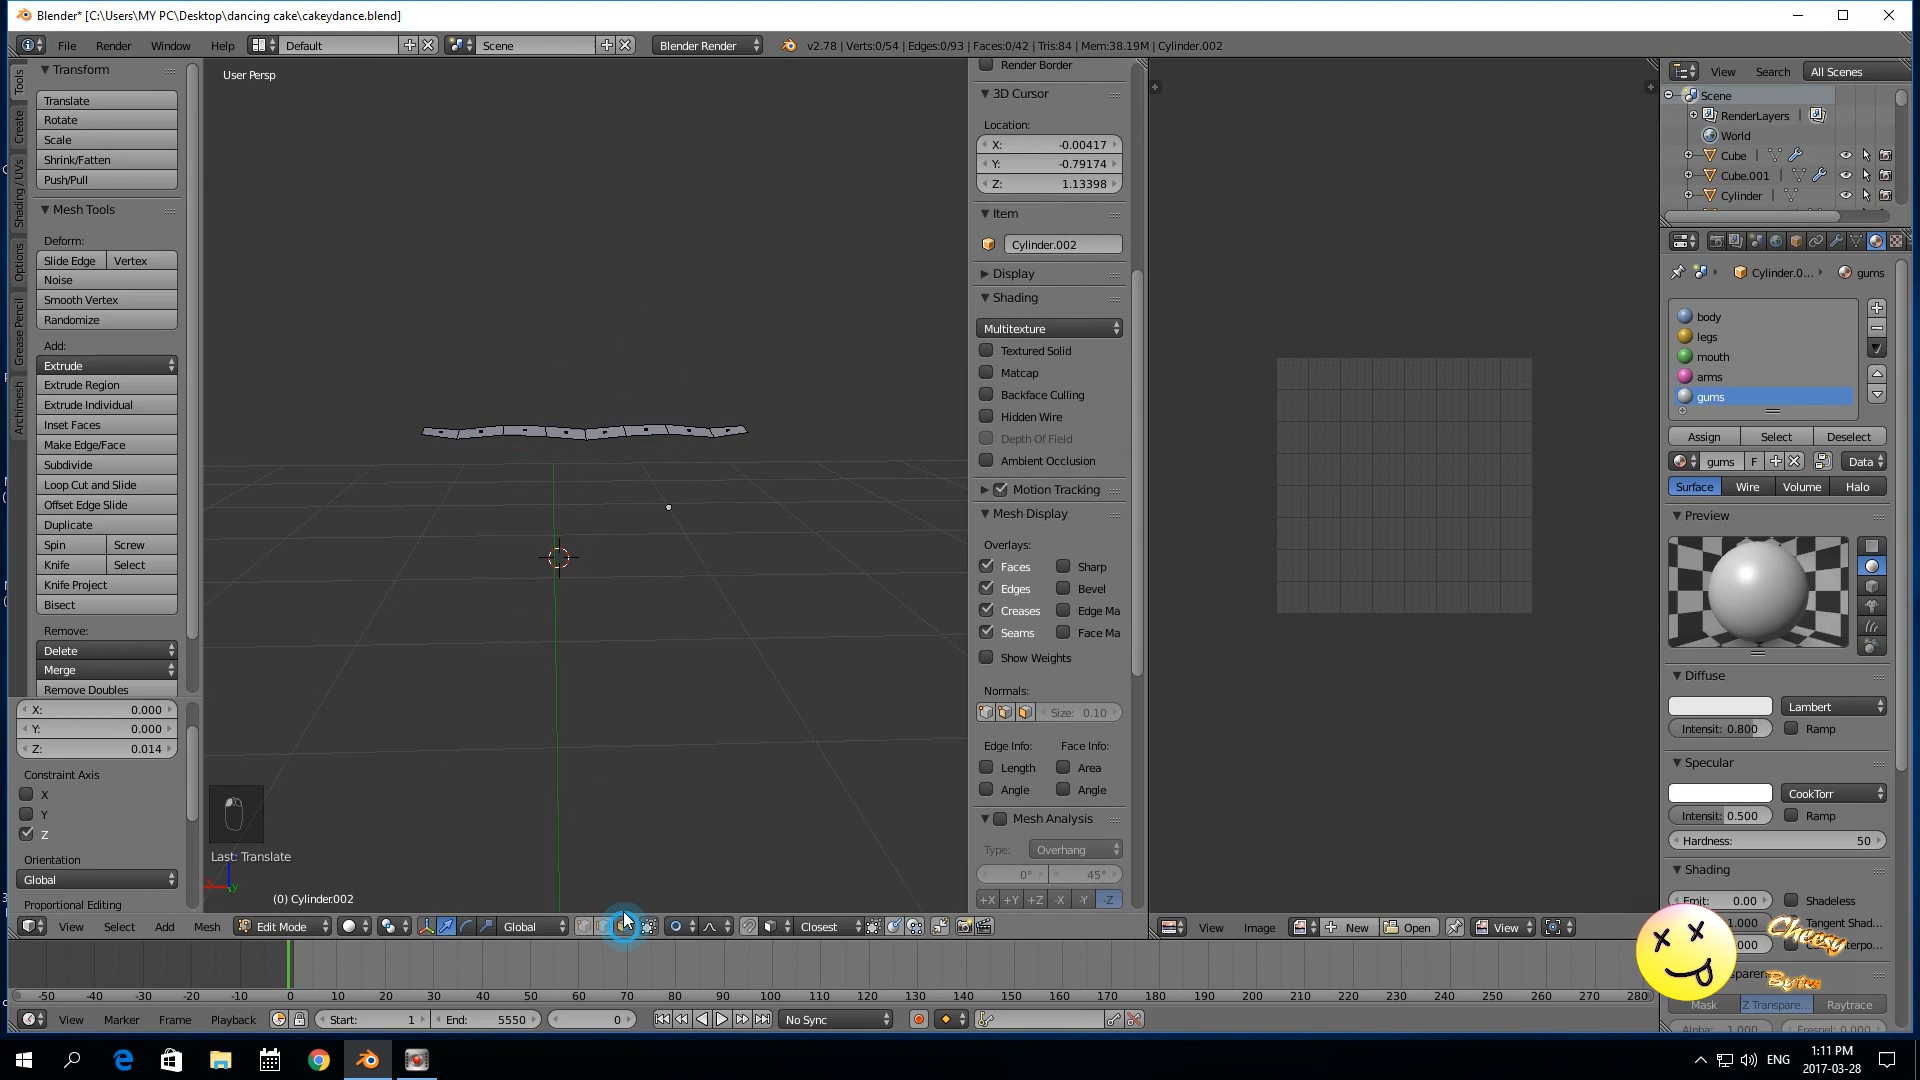 Blender* [C:\Users\MY PC\Desktop\dancing cake\cakeydance.blend]
File Render Window Help Default Scene Blender Render v2.78 | Verts:0/54 | Edges:0/93 | Faces:0/42 | Tris:84 | Mem:38.19M | Cylinder.002
Tools
Create
Shading / UVs
Options
Grease Pencil
Archimesh
Transform
Translate
Rotate
Scale
Shrink/Fatten
Push/Pull
Mesh Tools
Deform:
Slide Edge Vertex
Noise
Smooth Vertex
Randomize
Add:
Extrude
Extrude Region
Extrude Individual
Inset Faces
Make Edge/Face
Subdivide
Loop Cut and Slide
Offset Edge Slide
Duplicate
Spin Screw
Knife Select
Knife Project
Bisect
Remove:
Delete
Merge
Remove Doubles
X: 0.000
Y: 0.000
Z: 0.014
Constraint Axis
X
Y
Z
Orientation
Global
Proportional Editing
User Persp
Last: Translate
(0) Cylinder.002
Render Border
3D Cursor
Location:
X: -0.00417
Y: -0.79174
Z: 1.13398
Item
Cylinder.002
Display
Shading
Multitexture
Textured Solid
Matcap
Backface Culling
Hidden Wire
Depth Of Field
Ambient Occlusion
Motion Tracking
Mesh Display
Overlays:
Faces Sharp
Edges Bevel
Creases Edge Ma
Seams Face Ma
Show Weights
Normals:
Size: 0.10
Edge Info: Face Info:
Length Area
Angle Angle
Mesh Analysis
Type: Overhang
0° 45°
+X +Y +Z -X -Y -Z
View Select Add Mesh Edit Mode Global Closest
View Image New Open View
View Search All Scenes
Scene
RenderLayers
World
Cube
Cube.001
Cylinder
Cylinder.0... gums
body
legs
mouth
arms
gums
Assign Select Deselect
gums F Data
Surface Wire Volume Halo
Preview
Diffuse
Lambert
Intensit: 0.800 Ramp
Specular
CookTorr
Intensit: 0.500 Ramp
Hardness: 50
Shading
Emit: 0.00 Shadeless
Tangent Shad...
Cheesy
Bytes
Mask Z Transpare... Raytrace
Alpha: 1.000 Fresnel: 0.000
-50 -40 -30 -20 -10 0 10 20 30 40 50 60 70 80 90 100 110 120 130 140 150 160 170 180 190 200 210 220 230 240 250 260 270 280
View Marker Frame Playback Start: 1 End: 5550 0 No Sync
ENG
1:11 PM
2017-03-28